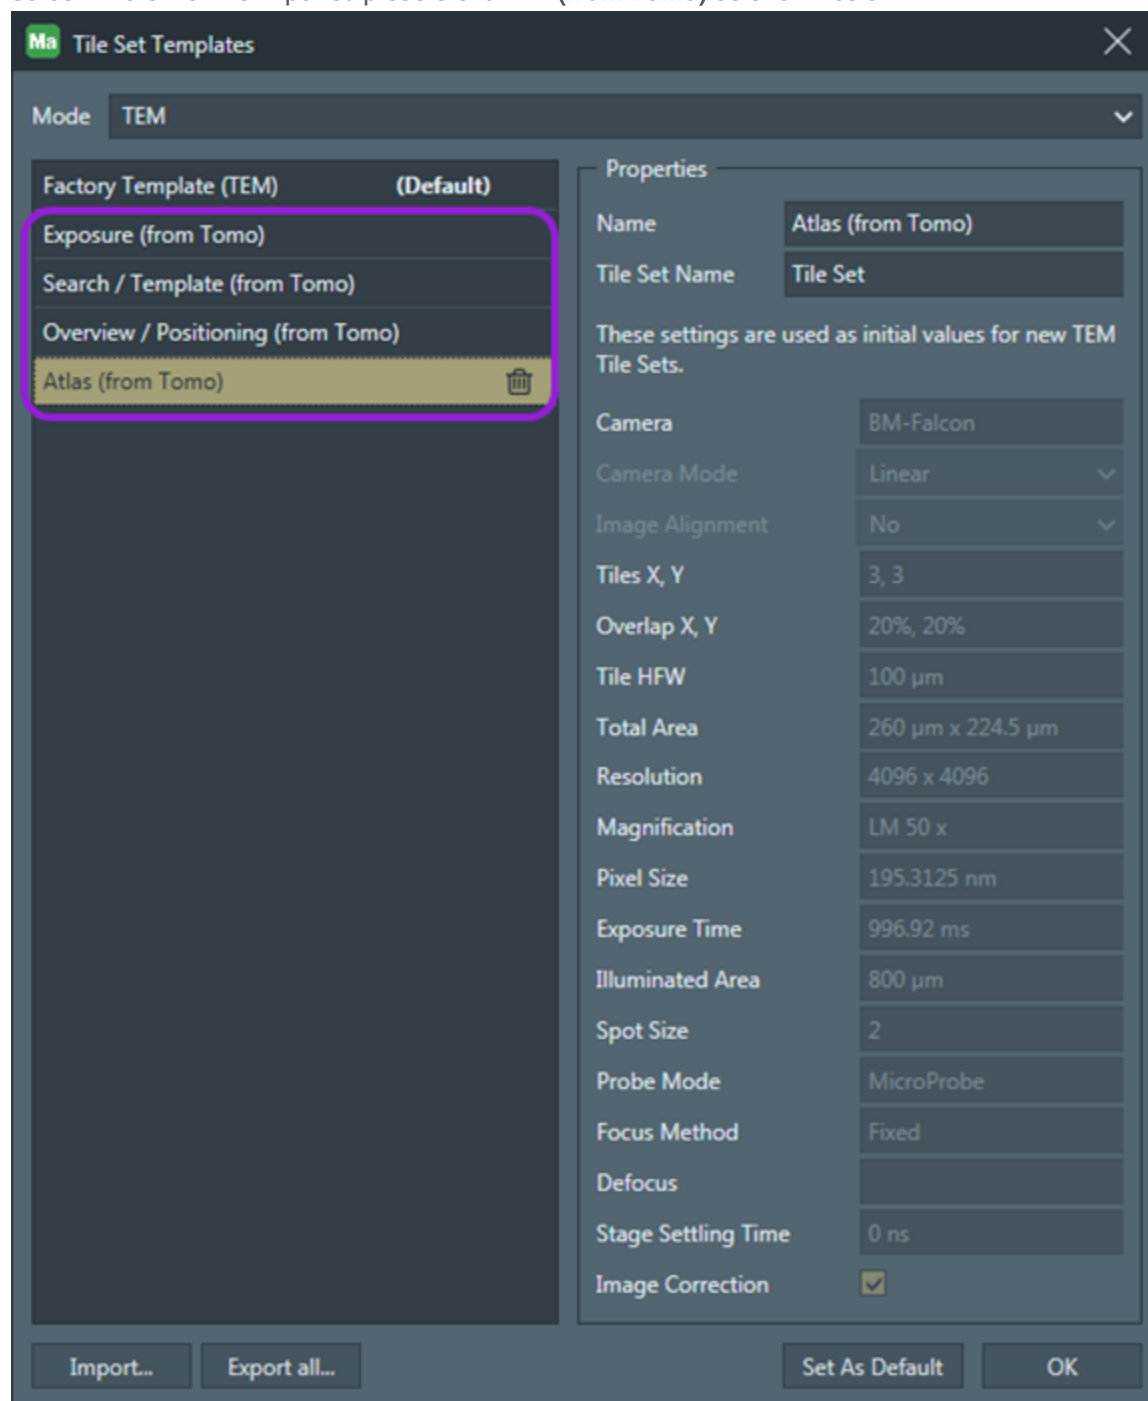 Ma Tile Set Templates
Mode TEM
Factory Template (TEM) (Default)
Exposure (from Tomo)
Search / Template (from Tomo)
Overview / Positioning (from Tomo)
Atlas (from Tomo)
Properties
Name Atlas (from Tomo)
Tile Set Name Tile Set
These settings are used as initial values for new TEM
Tile Sets.
Camera BM-Falcon
Camera Mode Linear
Image Alignment No
Tiles X, Y 3, 3
Overlap X, Y 20%, 20%
Tile HFW 100 μm
Total Area 260 μm x 224.5 μm
Resolution 4096 x 4096
Magnification LM 50 x
Pixel Size 195.3125 nm
Exposure Time 996.92 ms
Illuminated Area 800 μm
Spot Size 2
Probe Mode MicroProbe
Focus Method Fixed
Defocus
Stage Settling Time 0 ns
Image Correction
Import... Export all... Set As Default OK